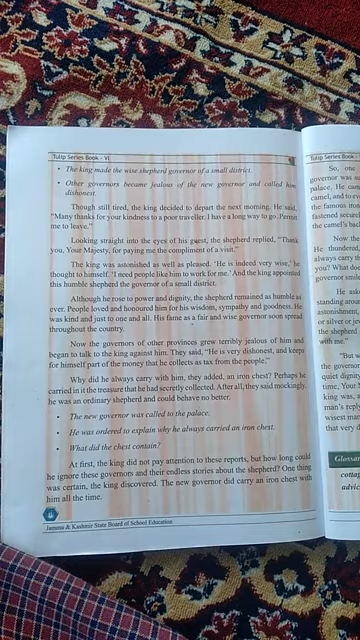 Tulip Series Book - VI
• The king made the wise shepherd governor of a small district.
• Other governors became jealous of the new governor and called him
dishonest.
Though still tired, the king decided to depart the next morning. He said,
"Many thanks for your kindness to a poor traveller. I have a long way to go. Permit
me to leave."
Looking straight into the eyes of his guest, the shepherd replied, "Thank
you, Your Majesty, for paying me the compliment of a visit."
The king was astonished as well as pleased. 'He is indeed very wise,' he
thought to himself. 'I need people like him to work for me.' And the king appointed
this humble shepherd the governor of a small district.
Although he rose to power and dignity, the shepherd remained as humble as
ever. People loved and honoured him for his wisdom, sympathy and goodness. He
was kind and just to one and all. His fame as a fair and wise governor soon spread
throughout the country.
Now the governors of other provinces grew terribly jealous of him and
began to talk to the king against him. They said, "He is very dishonest, and keeps
for himself part of the money that he collects as tax from the people."
Why did he always carry with him, they added, an iron chest? Perhaps he
carried in it the treasure that he had secretly collected. After all, they said mockingly,
he was an ordinary shepherd and could behave no better.
• The new governor was called to the palace.
• He was ordered to explain why he always carried an iron chest.
• What did the chest contain?
At first, the king did not pay attention to these reports, but how long could
he ignore these governors and their endless stories about the shepherd? One thing
was certain, the king discovered. The new governor did carry an iron chest with
him all the time.
Jammu & Kashmir State Board of School Education
Tulip Series Book -
So, one
governor was su
palace. He cam
camel, and to ev
the famous iron
fastened secure
the camel's bac
Now the
He thundered,
always carry th
you? What doe
governor smile
He aske
standing around
astonishment,
or silver or jew
the shepherd
with me."
"But w
the governor
quiet dignity
time, Your
king was, a
man's reply
wisest man
that very d
Glossar
cottag
advic